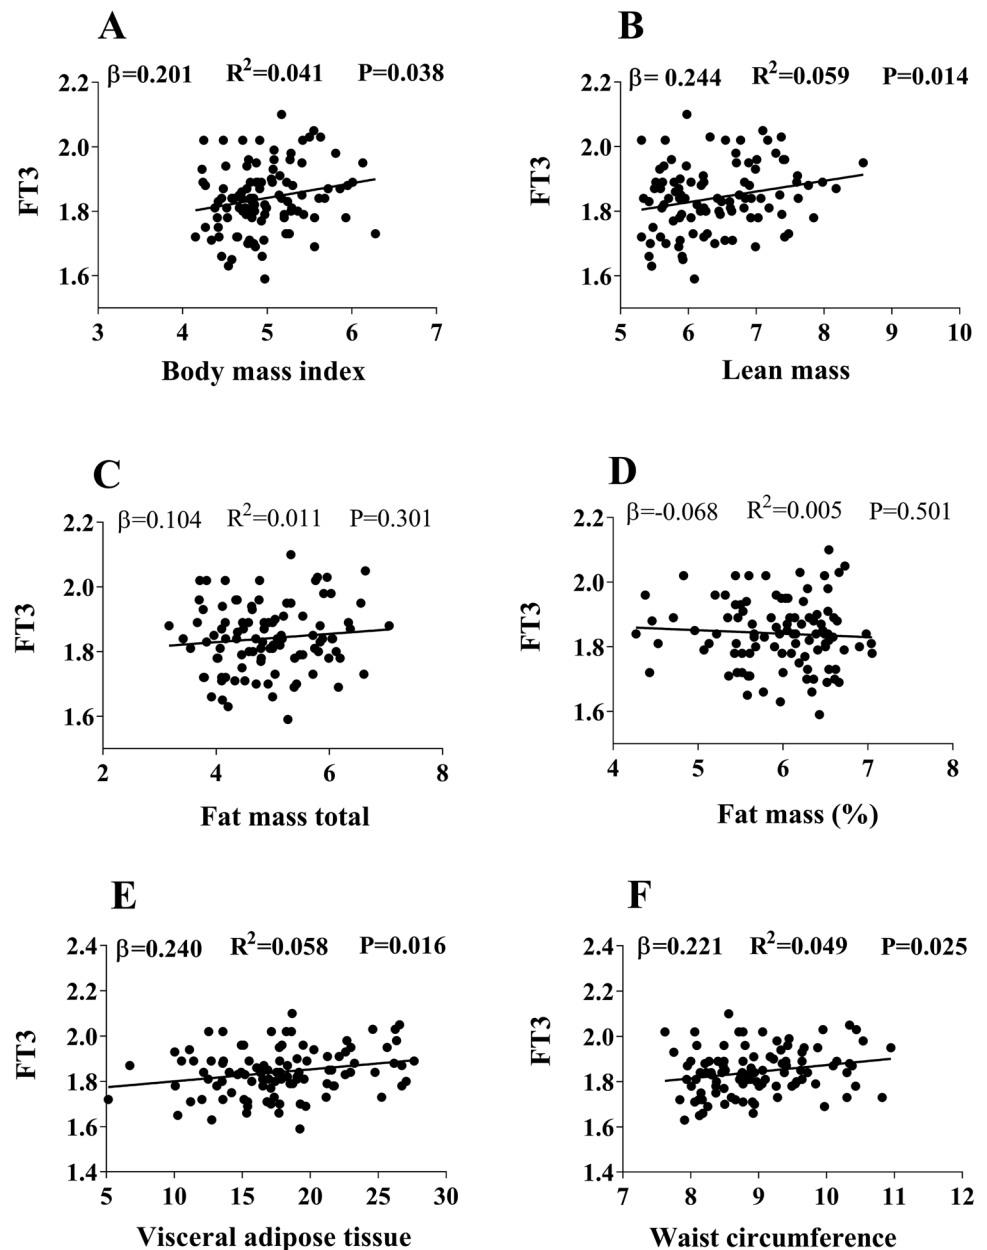 A
β=0.201 R²=0.041 P=0.038
2.2
2.0
1.8
1.6
FT3
3 4 5 6 7
Body mass index
B
β= 0.244 R²=0.059 P=0.014
2.2
2.0
1.8
1.6
FT3
5 6 7 8 9 10
Lean mass
C
β=0.104 R²=0.011 P=0.301
2.2
2.0
1.8
1.6
FT3
2 4 6 8
Fat mass total
D
β=-0.068 R²=0.005 P=0.501
2.2
2.0
1.8
1.6
FT3
4 5 6 7 8
Fat mass (%)
E
β=0.240 R²=0.058 P=0.016
2.4
2.2
2.0
1.8
1.6
1.4
FT3
5 10 15 20 25 30
Visceral adipose tissue
F
β=0.221 R²=0.049 P=0.025
2.4
2.2
2.0
1.8
1.6
1.4
FT3
7 8 9 10 11 12
Waist circumference